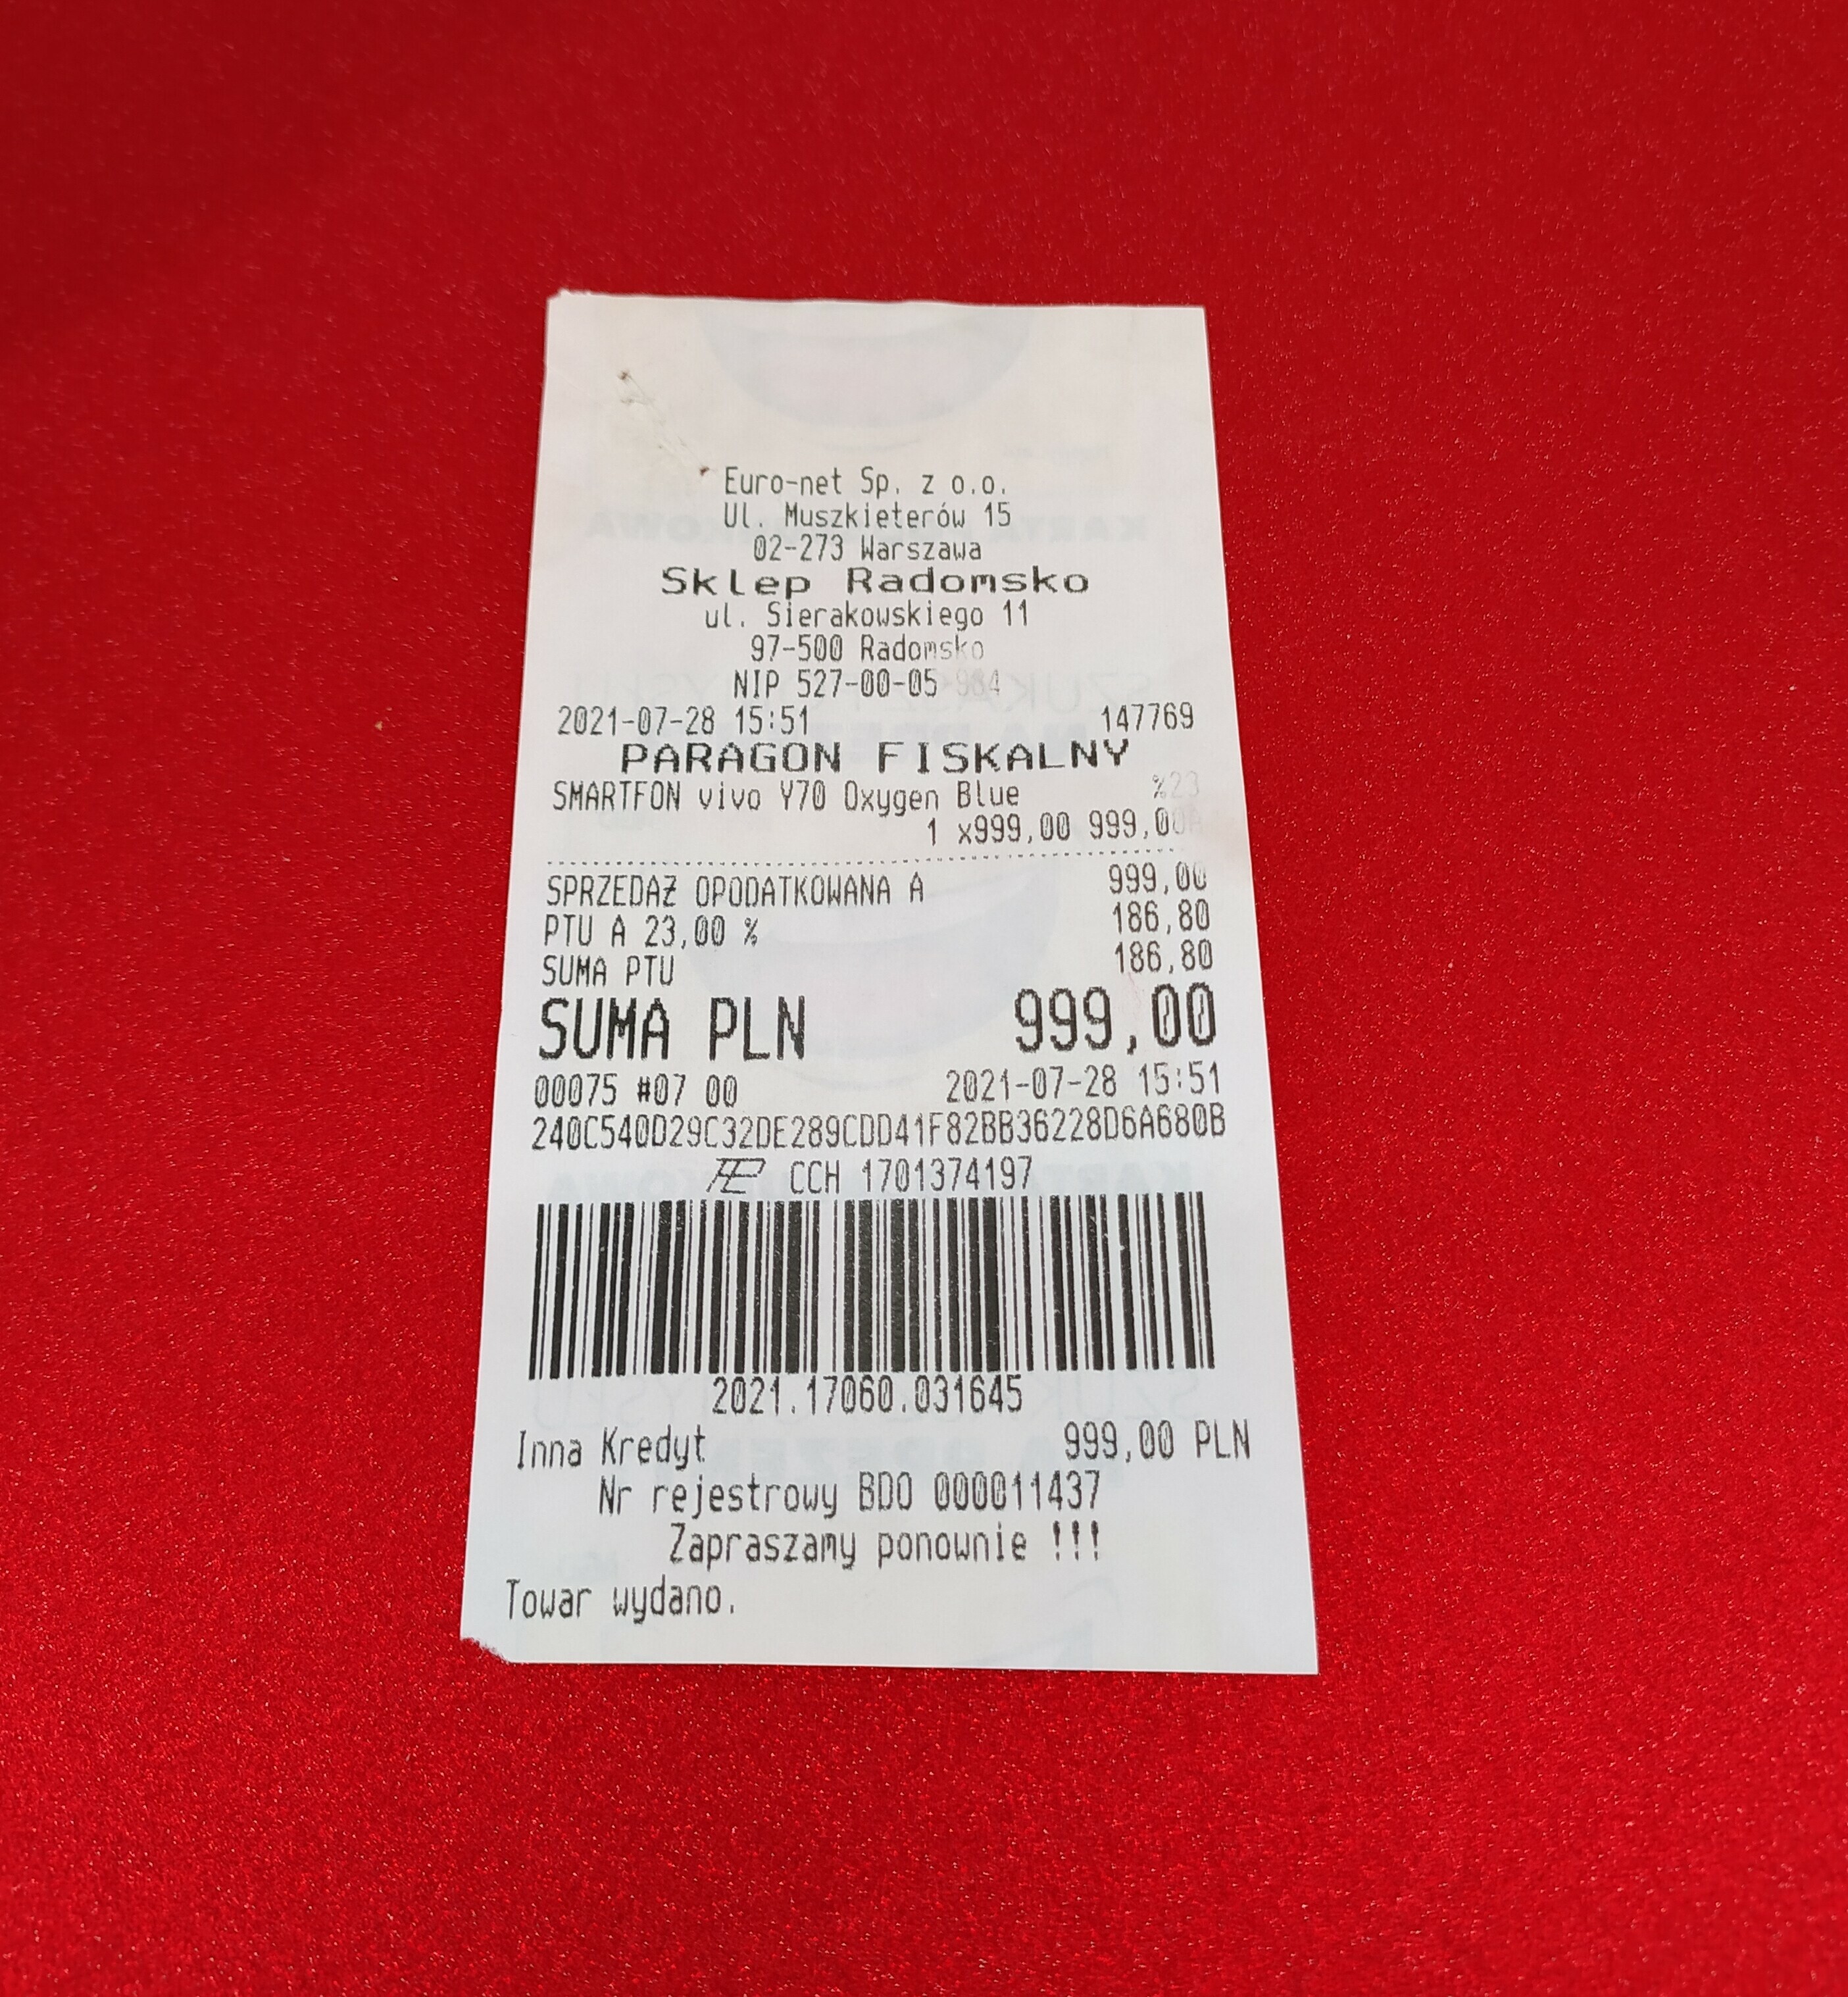 Euro-net Sp. z o.o.
Ul. Muszkieterów 15
02-273 Warszawa
Sklep Radomsko
ul. Sierakowskiego 11
97-500 Radomsko
NIP 527-00-05-984
2021-07-28 15:51 147769
PARAGON FISKALNY
SMARTFON vivo Y70 Oxygen Blue %23
1 x999,00 999,00A
SPRZEDAŻ OPODATKOWANA A 999,00
PTU A 23,00 % 186,80
SUMA PTU 186,80
SUMA PLN 999,00
00075 #07 00 2021-07-28 15:51
240C540D29C32DE289CDD41F82BB36228D6A680B
CCH 1701374197
2021.17060.031645
Inna Kredyt 999,00 PLN
Nr rejestrowy BDO 000011437
Zapraszamy ponownie !!!
Towar wydano.